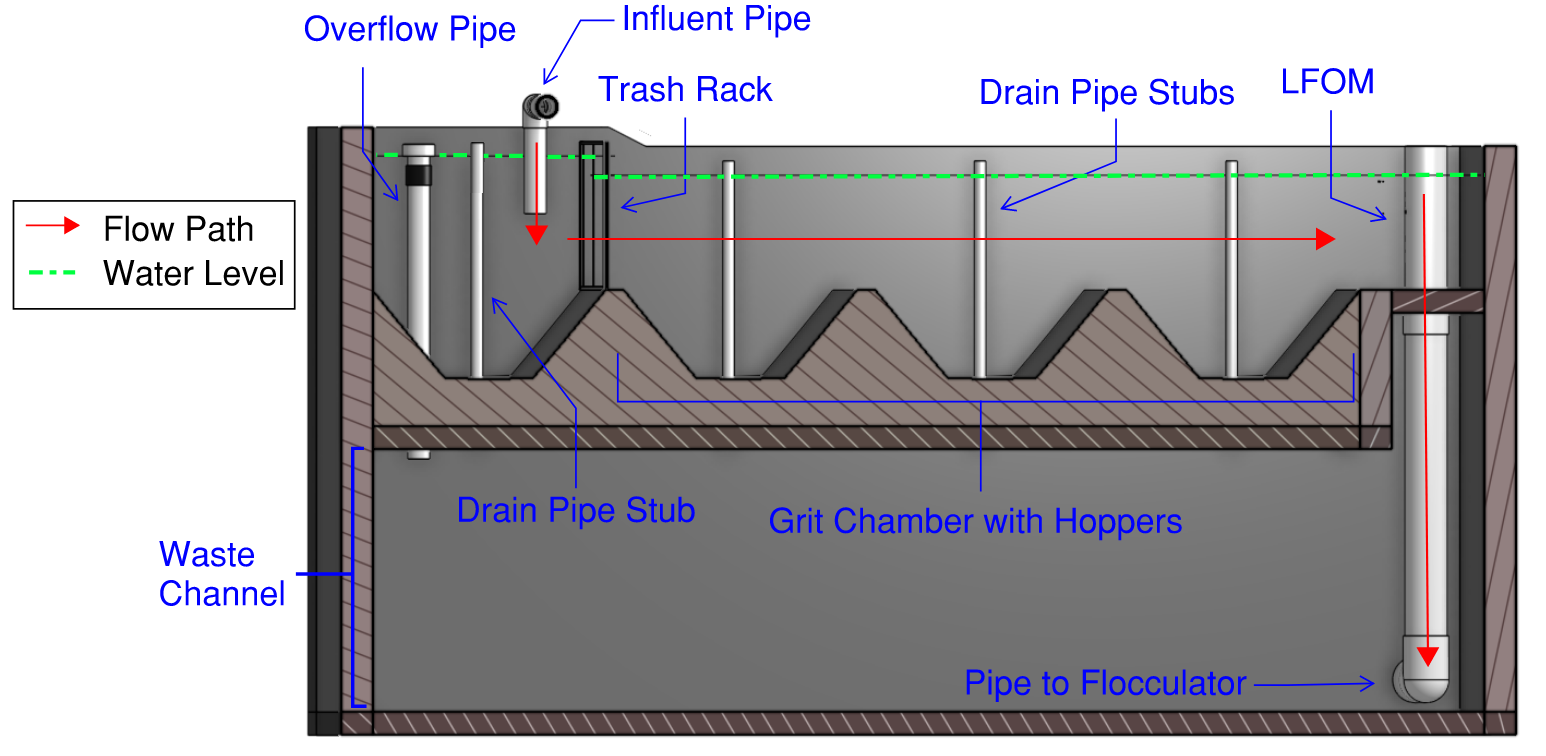 Overflow Pipe
Influent Pipe
Trash Rack
Drain Pipe Stubs
LFOM
Flow Path
Water Level
Drain Pipe Stub
Grit Chamber with Hoppers
Waste
Channel
Pipe to Flocculator